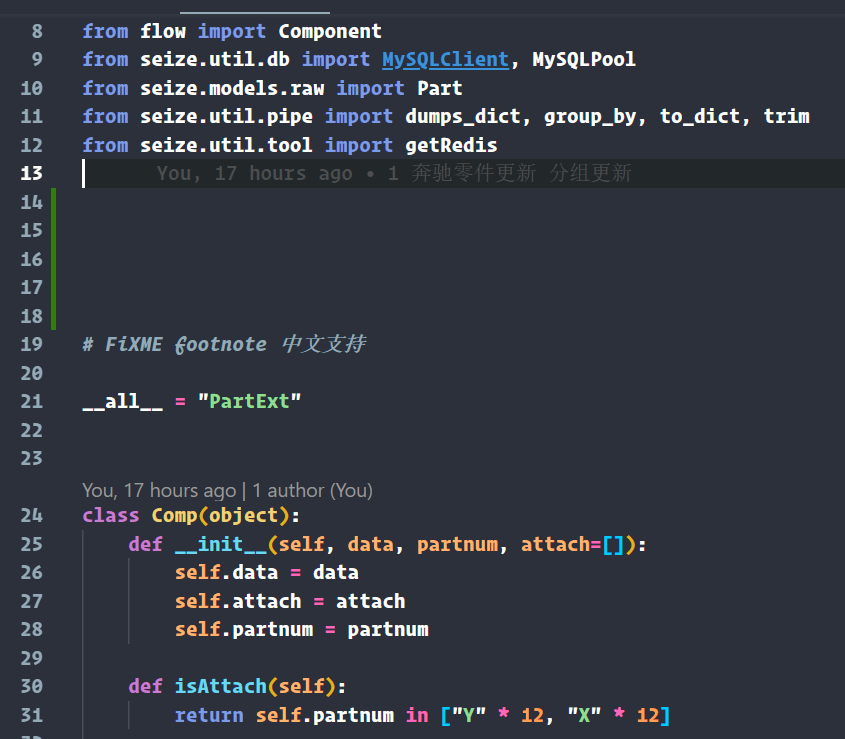 8 from flow import Component
9 from seize.util.db import MySQLClient, MySQLPool
10 from seize.models.raw import Part
11 from seize.util.pipe import dumps_dict, group_by, to_dict, trim
12 from seize.util.tool import getRedis
13 You, 17 hours ago • 1 奔驰零件更新 分组更新
14
15
16
17
18
19 # FiXME footnote 中文支持
20
21 __all__ = "PartExt"
22
23
You, 17 hours ago | 1 author (You)
24 class Comp(object):
25 def __init__(self, data, partnum, attach=[]):
26 self.data = data
27 self.attach = attach
28 self.partnum = partnum
29
30 def isAttach(self):
31 return self.partnum in ["Y" * 12, "X" * 12]